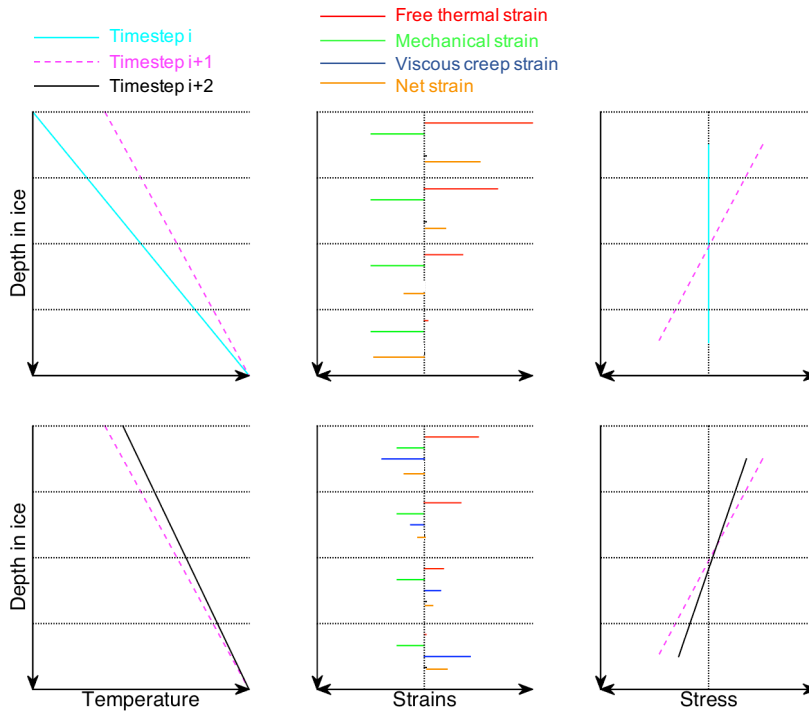 Timestep i
Timestep i+1
Timestep i+2
Free thermal strain
Mechanical strain
Viscous creep strain
Net strain
Depth in ice
Depth in ice
Temperature
Strains
Stress